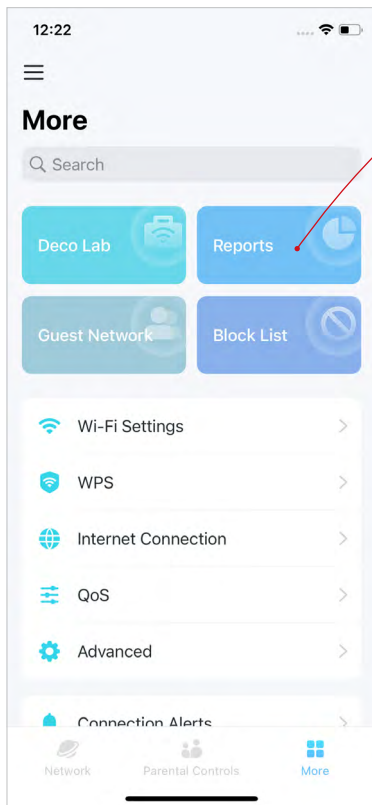 12:22
More
Search
Deco Lab
Reports
Guest Network
Block List
Wi-Fi Settings
WPS
Internet Connection
QoS
Advanced
Connection Alerts
Network
Parental Controls
More